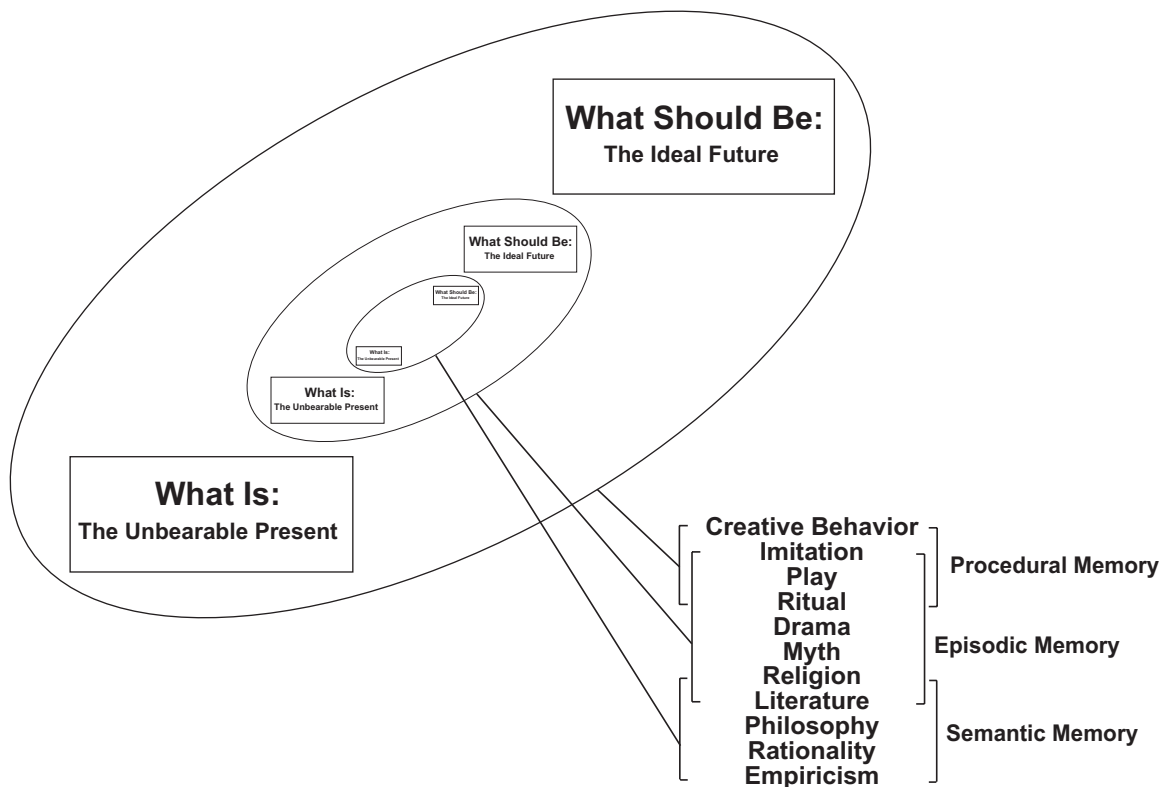 What Should Be:
The Ideal Future
What Should Be:
The Ideal Future
What Should Be:
The Ideal Future
What Is:
The Unbearable Present
What Is:
The Unbearable Present
What Is:
The Unbearable Present
Creative Behavior
Imitation
Play
Ritual
Drama
Myth
Religion
Literature
Philosophy
Rationality
Empiricism
Procedural Memory
Episodic Memory
Semantic Memory